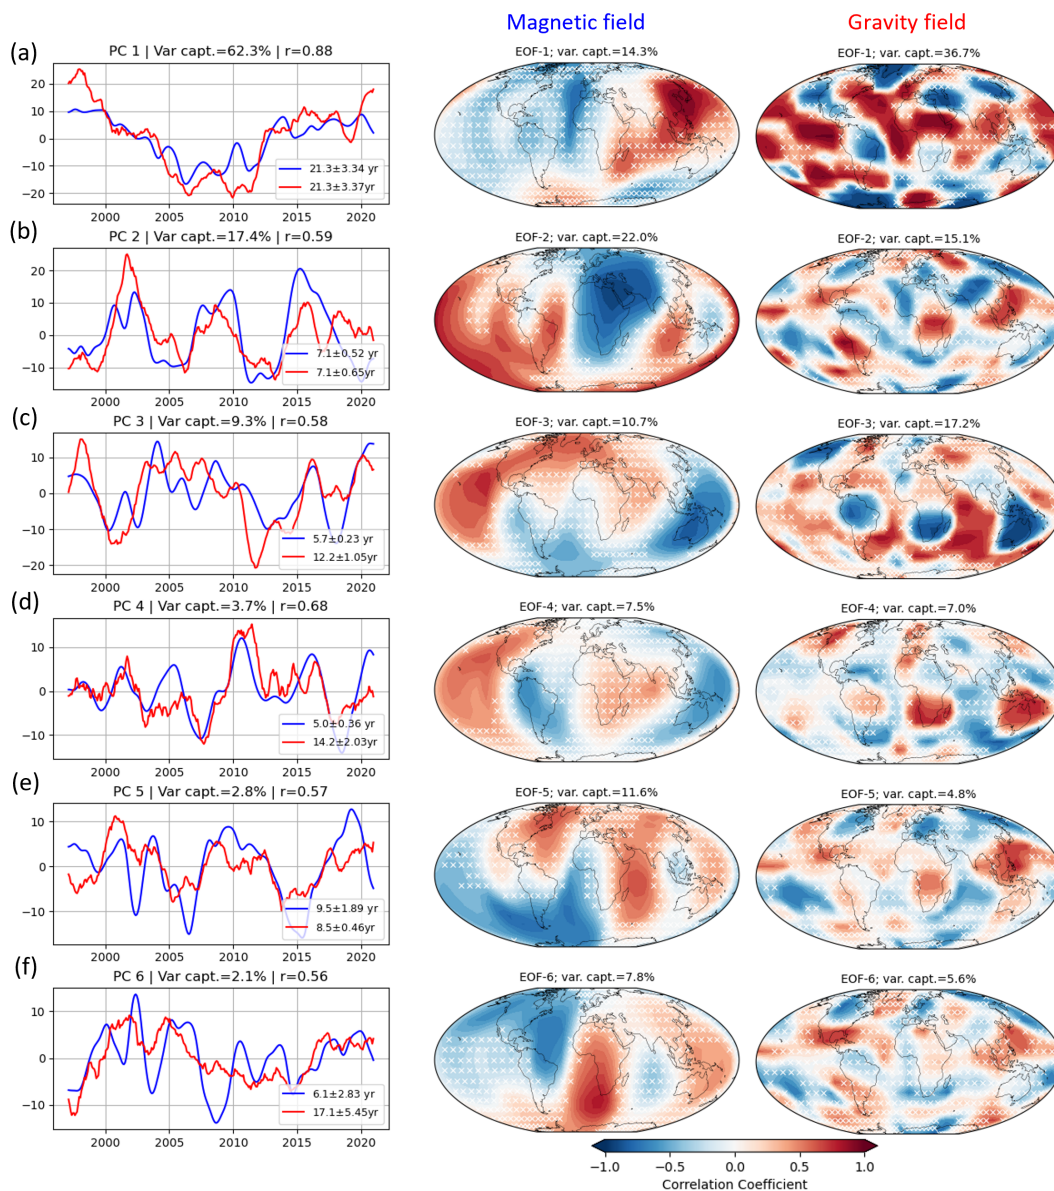 Magnetic field
Gravity field
(a)
PC 1 | Var capt.=62.3% | r=0.88
20
10
0
−10
−20
21.3±3.34 yr
21.3±3.37yr
2000
2005
2010
2015
2020
EOF-1; var. capt.=14.3%
EOF-1; var. capt.=36.7%
(b)
PC 2 | Var capt.=17.4% | r=0.59
20
10
0
−10
7.1±0.52 yr
7.1±0.65yr
2000
2005
2010
2015
2020
EOF-2; var. capt.=22.0%
EOF-2; var. capt.=15.1%
(c)
PC 3 | Var capt.=9.3% | r=0.58
10
0
−10
−20
5.7±0.23 yr
12.2±1.05yr
2000
2005
2010
2015
2020
EOF-3; var. capt.=10.7%
EOF-3; var. capt.=17.2%
(d)
PC 4 | Var capt.=3.7% | r=0.68
10
0
−10
5.0±0.36 yr
14.2±2.03yr
2000
2005
2010
2015
2020
EOF-4; var. capt.=7.5%
EOF-4; var. capt.=7.0%
(e)
PC 5 | Var capt.=2.8% | r=0.57
10
0
−10
9.5±1.89 yr
8.5±0.46yr
2000
2005
2010
2015
2020
EOF-5; var. capt.=11.6%
EOF-5; var. capt.=4.8%
(f)
PC 6 | Var capt.=2.1% | r=0.56
10
0
−10
6.1±2.83 yr
17.1±5.45yr
2000
2005
2010
2015
2020
EOF-6; var. capt.=7.8%
EOF-6; var. capt.=5.6%
−1.0
−0.5
0.0
0.5
1.0
Correlation Coefficient